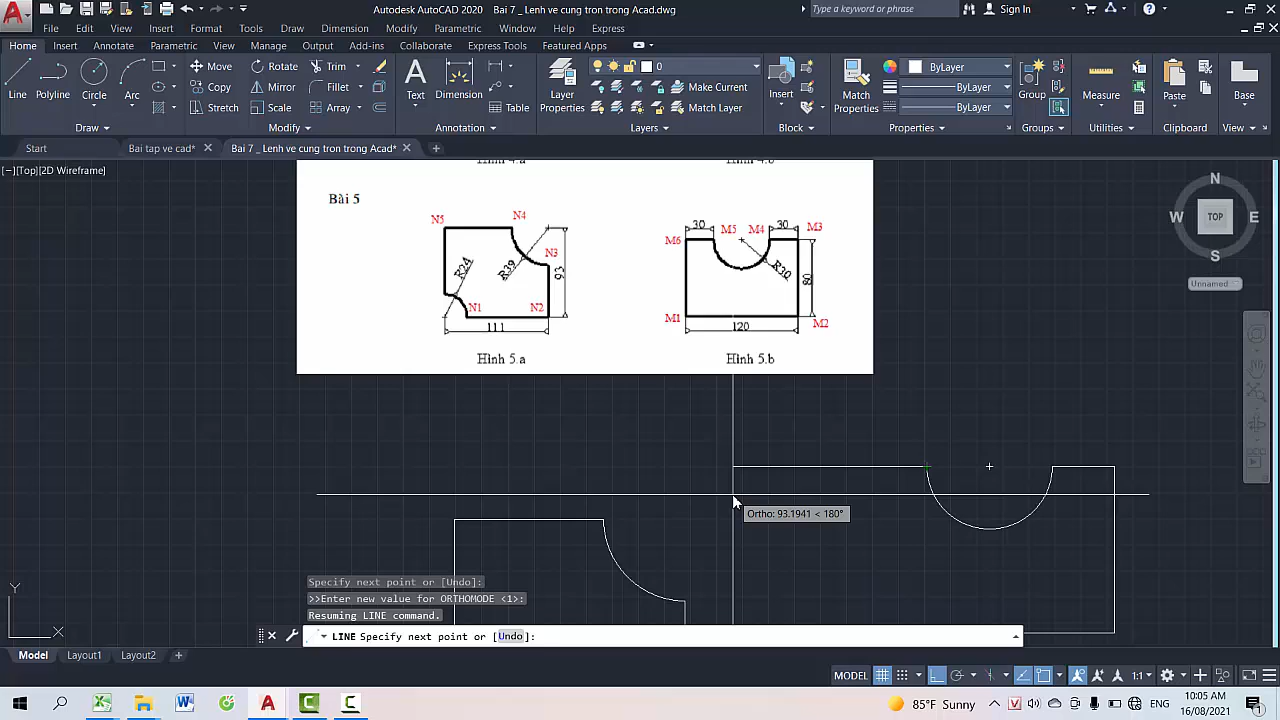 A Autodesk AutoCAD 2020 Bai 7 _ Lenh ve cung tron trong Acad.dwg Type a keyword or phrase Sign In
File Edit View Insert Format Tools Draw Dimension Modify Parametric Window Help Express
Home Insert Annotate Parametric View Manage Output Add-ins Collaborate Express Tools Featured Apps
Line Polyline Circle Arc Move Rotate Trim Copy Mirror Fillet Stretch Scale Array
A Text Dimension Table
Layer Properties 0 Make Current Match Layer
Insert Match Properties ByLayer ByLayer ByLayer
Group Measure Paste Base
Draw Modify Annotation Layers Block Properties Groups Utilities Clipboard View
Start Bai tap ve cad* Bai 7 _ Lenh ve cung tron trong Acad*
[−][Top][2D Wireframe]
Bài 5
N5 N4 N3 N1 N2 R24 R39 93 111
30 30 M5 M4 M3 M6 R30 80 M1 M2 120
Hình 5.a Hình 5.b
N
W TOP E
S
Unnamed
Ortho: 93.1941 < 180°
Specify next point or [Undo]:
>>Enter new value for ORTHOMODE <1>:
Resuming LINE command.
LINE Specify next point or [Undo]:
Y
X
Model Layout1 Layout2 +
MODEL 1:1
85°F Sunny ENG 10:05 AM
16/08/2021